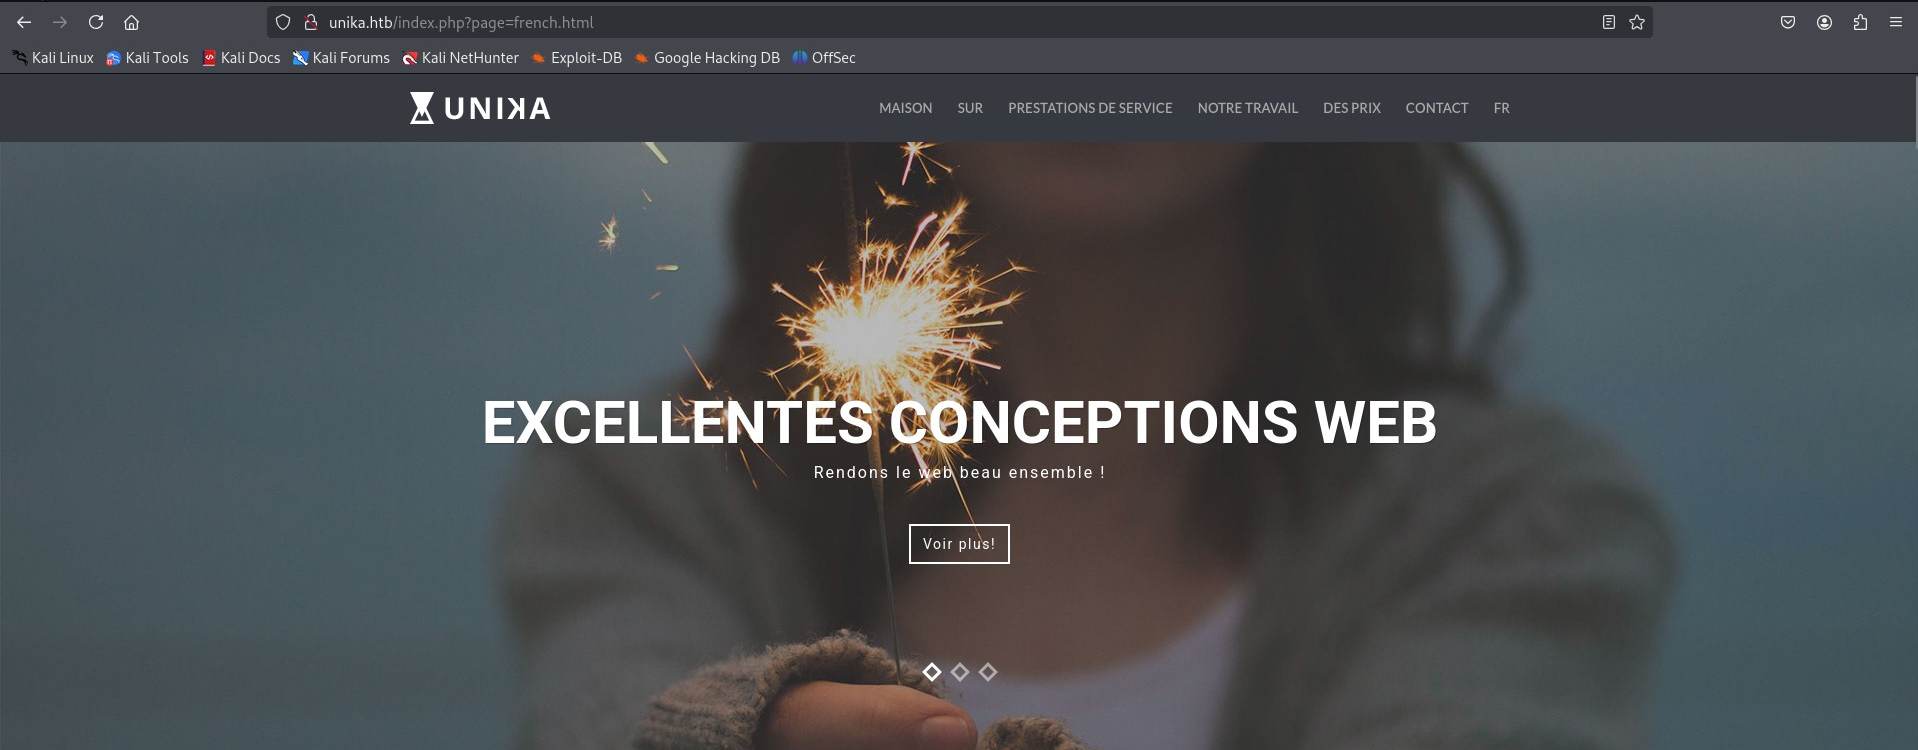 unika.htb/index.php?page=french.html
Kali Linux Kali Tools Kali Docs Kali Forums Kali NetHunter Exploit-DB Google Hacking DB OffSec
UNIKA MAISON SUR PRESTATIONS DE SERVICE NOTRE TRAVAIL DES PRIX CONTACT FR
EXCELLENTES CONCEPTIONS WEB
Rendons le web beau ensemble !
Voir plus!